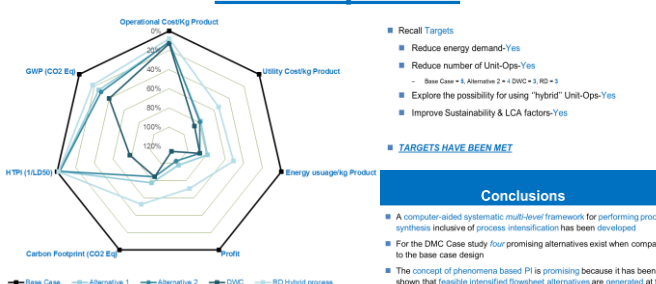 Operational Cost/Kg Product
0%
20%
40%
60%
80%
100%
120%
Utility Cost/kg Product
Energy usuage/kg Product
Profit
Carbon Footprint (CO2 Eq)
HTPI (1/LD50)
GWP (CO2 Eq)
Base Case
Alternative 1
Alternative 2
DWC
RD Hybrid process
Recall Targets
Reduce energy demand-Yes
Reduce number of Unit-Ops-Yes
– Base Case = 8, Alternative 2 = 4 DWC = 3, RD = 3
Explore the possibility for using "hybrid" Unit-Ops-Yes
Improve Sustainability & LCA factors-Yes
TARGETS HAVE BEEN MET
Conclusions
A computer-aided systematic multi-level framework for performing
synthesis inclusive of process intensification has been developed
For the DMC Case study four promising alternatives exist when
to the base case design
The concept of phenomena based PI is promising because it has been
shown that feasible intensified flowsheet alternatives are generated at